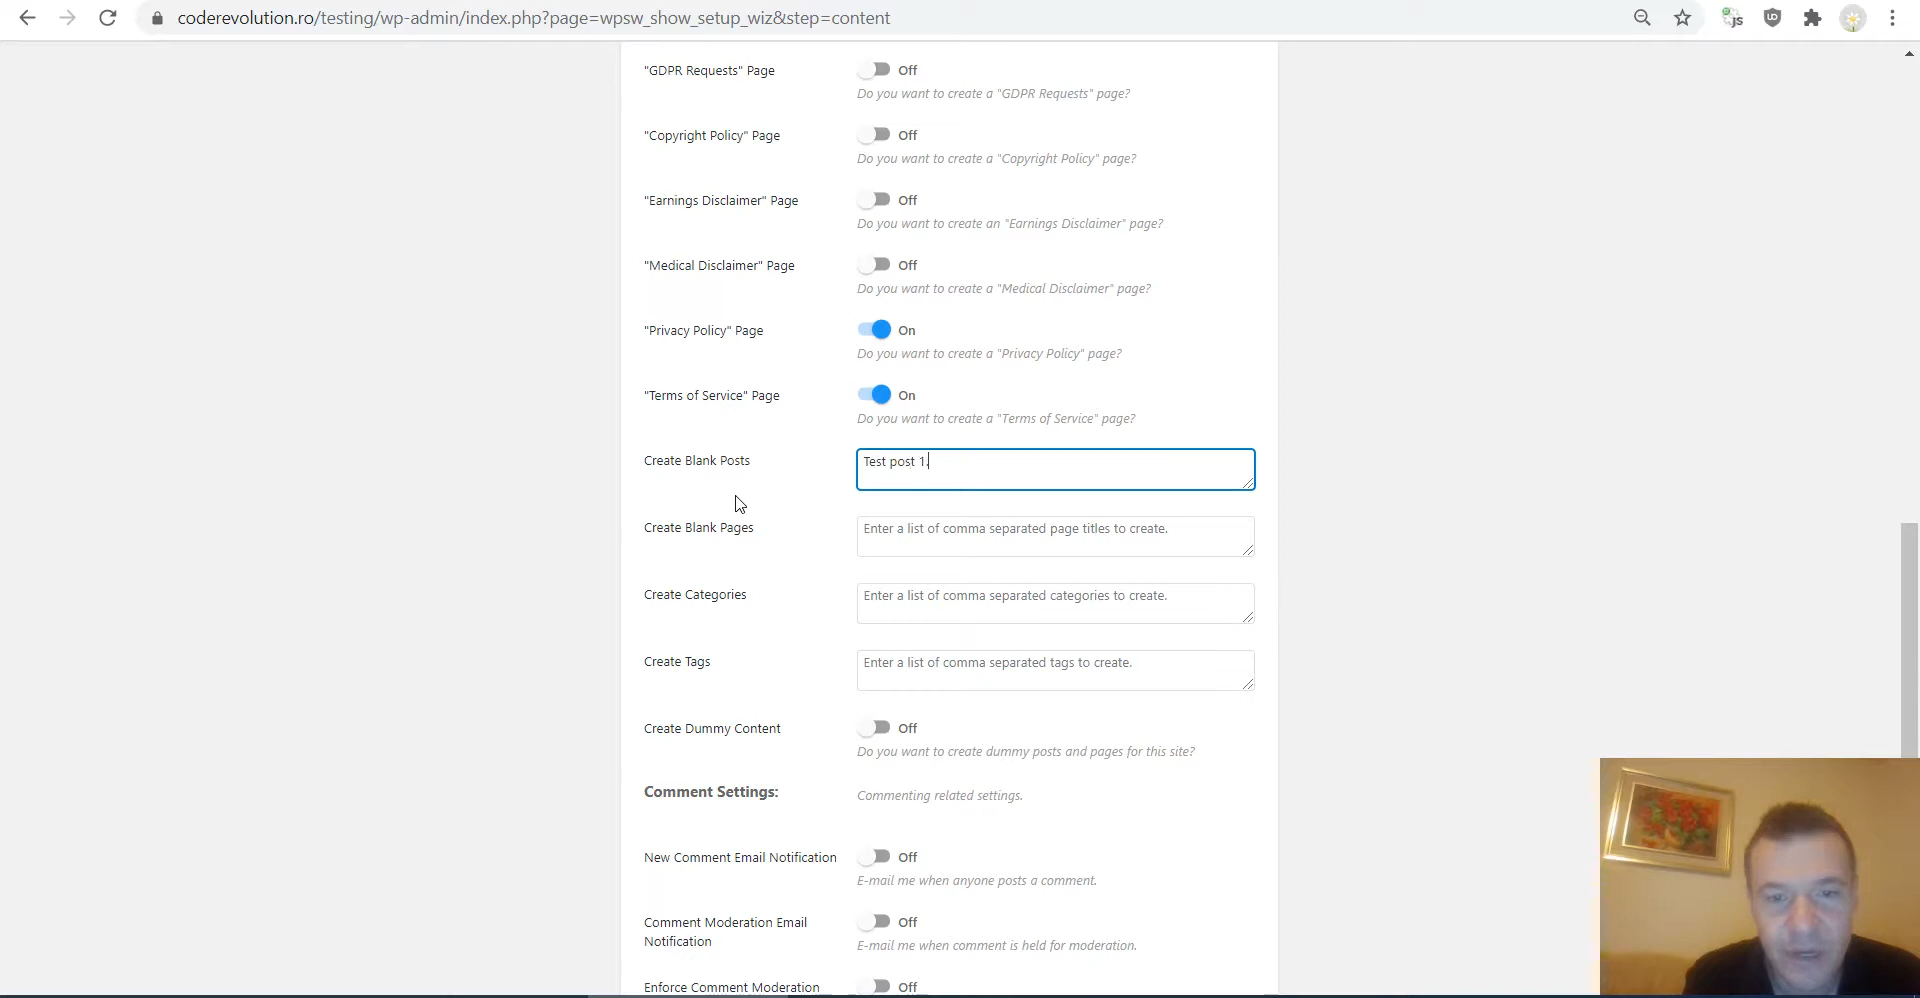 coderevolution.ro/testing/wp-admin/index.php?page=wpsw_show_setup_wiz&step=content
"GDPR Requests" Page
Off
Do you want to create a "GDPR Requests" page?
"Copyright Policy" Page
Off
Do you want to create a "Copyright Policy" page?
"Earnings Disclaimer" Page
Off
Do you want to create an "Earnings Disclaimer" page?
"Medical Disclaimer" Page
Off
Do you want to create a "Medical Disclaimer" page?
"Privacy Policy" Page
On
Do you want to create a "Privacy Policy" page?
"Terms of Service" Page
On
Do you want to create a "Terms of Service" page?
Create Blank Posts
Test post 1,
Create Blank Pages
Enter a list of comma separated page titles to create.
Create Categories
Enter a list of comma separated categories to create.
Create Tags
Enter a list of comma separated tags to create.
Create Dummy Content
Off
Do you want to create dummy posts and pages for this site?
Comment Settings:
Commenting related settings.
New Comment Email Notification
Off
E-mail me when anyone posts a comment.
Comment Moderation Email
Notification
Off
E-mail me when comment is held for moderation.
Enforce Comment Moderation
Off